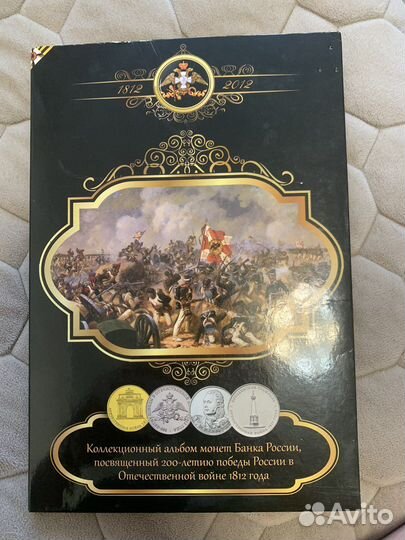 1812 2012
Коллекционный альбом монет Банка России,
посвященный 200-летию победы России в
Отечественной войне 1812 года
Avito